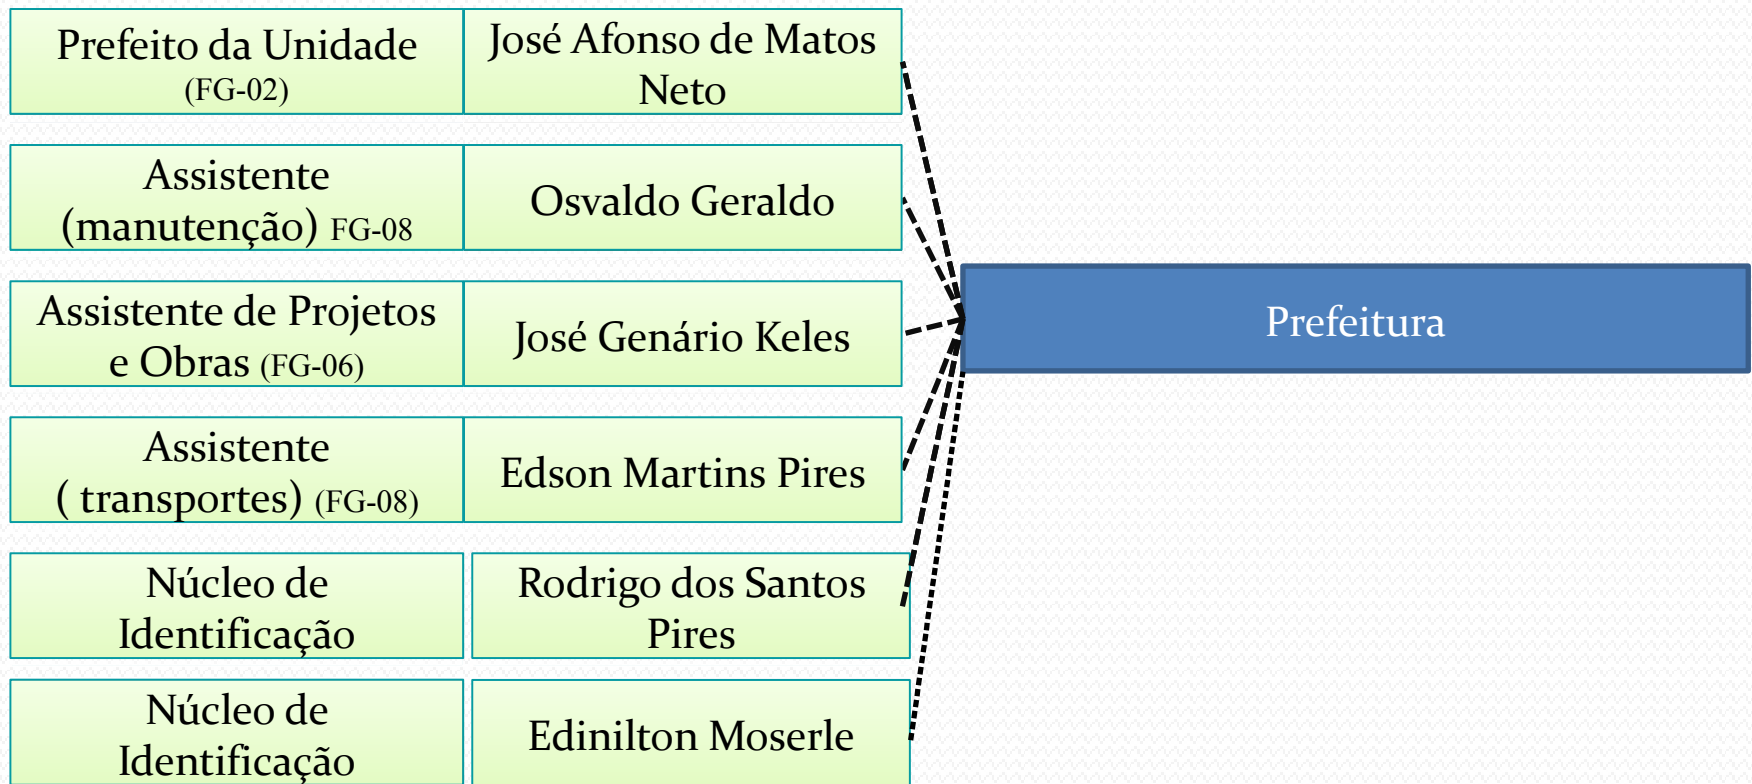 Prefeito da Unidade
(FG-02)
José Afonso de Matos
Neto
Assistente
(manutenção) FG-08
Osvaldo Geraldo
Assistente de Projetos
e Obras (FG-06)
José Genário Keles
Prefeitura
Assistente
( transportes) (FG-08)
Edson Martins Pires
Núcleo de
Identificação
Rodrigo dos Santos
Pires
Núcleo de
Identificação
Edinilton Moserle